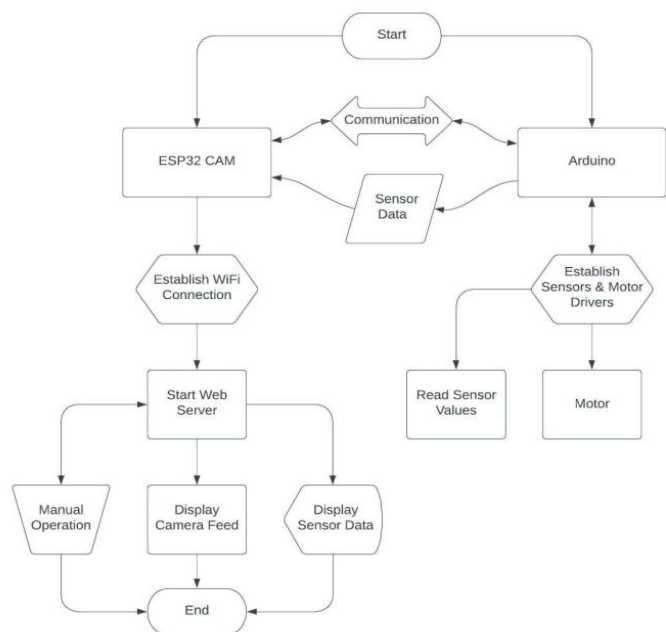 Start
Communication
ESP32 CAM
Arduino
Sensor
Data
Establish WiFi
Connection
Establish
Sensors & Motor
Drivers
Start Web
Server
Read Sensor
Values
Motor
Manual
Operation
Display
Camera Feed
Display
Sensor Data
End